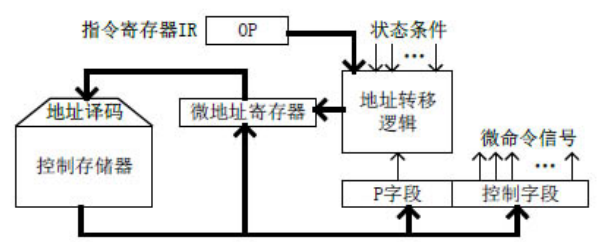 指令寄存器IR
OP
状态条件
...
地址译码
微地址寄存器
地址转移
逻辑
微命令信号
...
控制存储器
P字段
控制字段